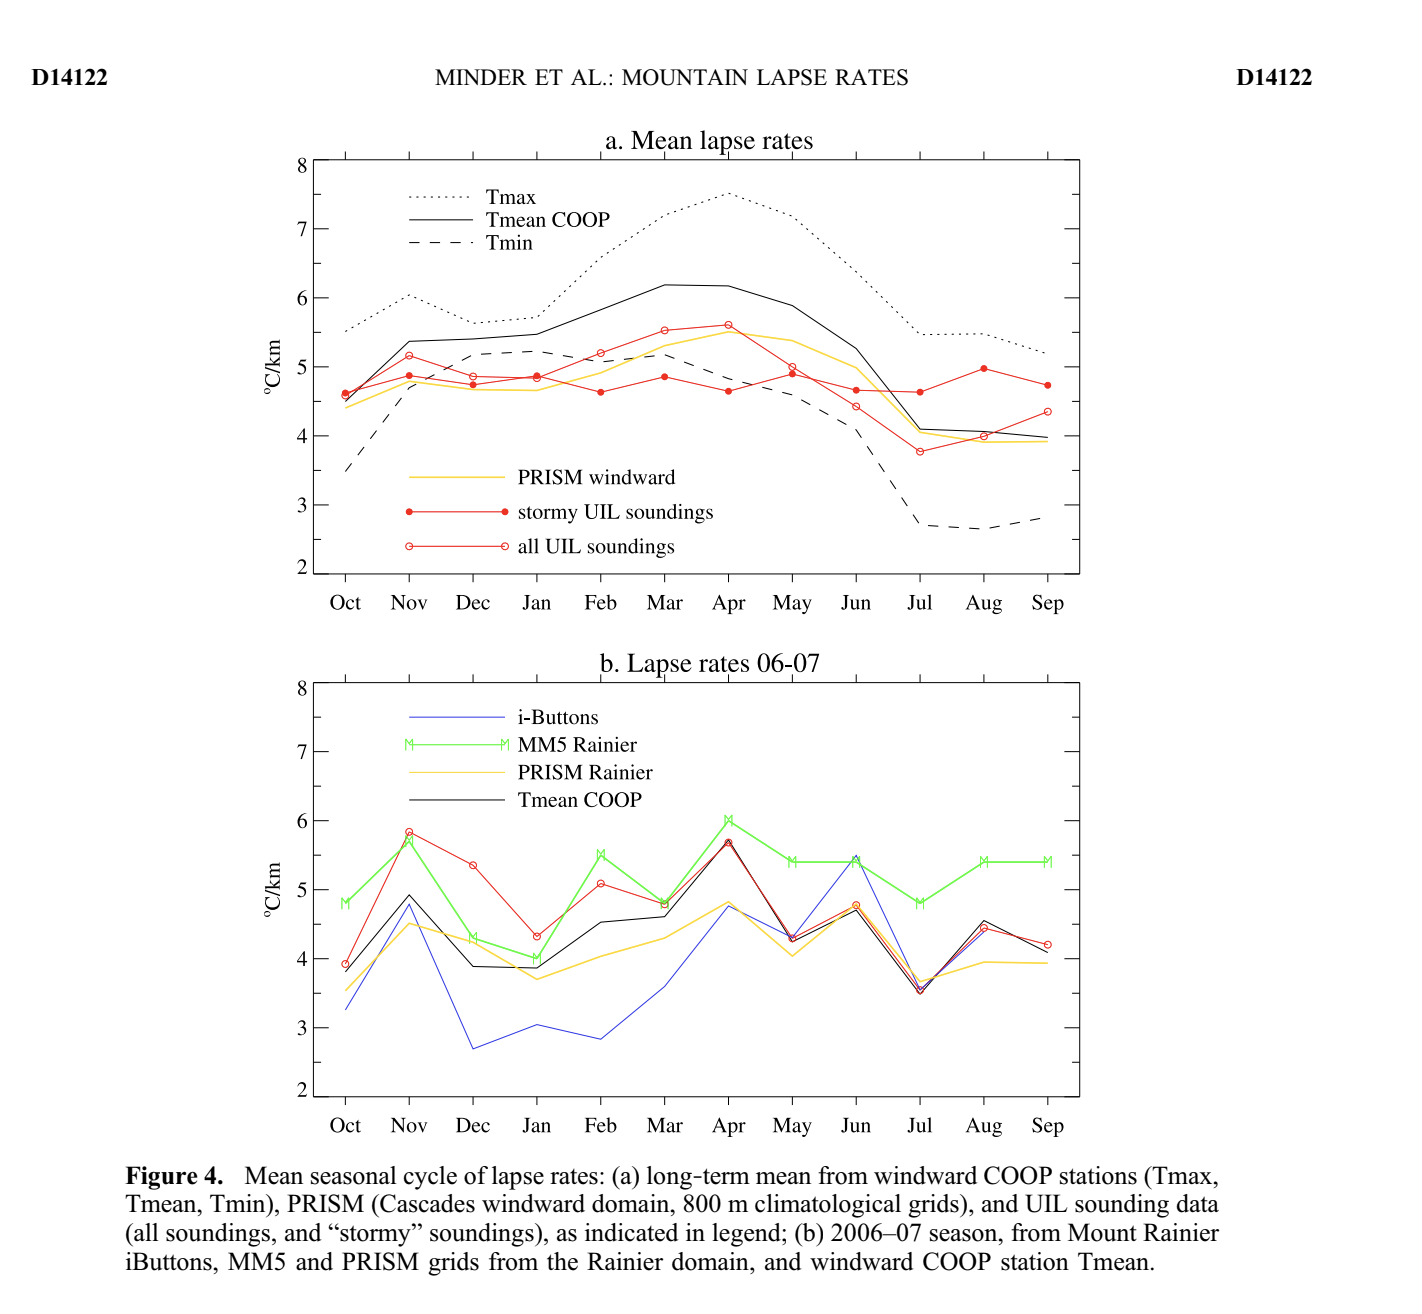 D14122 MINDER ET AL.: MOUNTAIN LAPSE RATES D14122
a. Mean lapse rates
8
7
6
5
4
3
2
°C/km
Tmax
Tmean COOP
Tmin
PRISM windward
stormy UIL soundings
all UIL soundings
Oct Nov Dec Jan Feb Mar Apr May Jun Jul Aug Sep
b. Lapse rates 06-07
8
7
6
5
4
3
2
°C/km
i-Buttons
MM5 Rainier
PRISM Rainier
Tmean COOP
Oct Nov Dec Jan Feb Mar Apr May Jun Jul Aug Sep
Figure 4. Mean seasonal cycle of lapse rates: (a) long-term mean from windward COOP stations (Tmax,
Tmean, Tmin), PRISM (Cascades windward domain, 800 m climatological grids), and UIL sounding data
(all soundings, and “stormy” soundings), as indicated in legend; (b) 2006–07 season, from Mount Rainier
iButtons, MM5 and PRISM grids from the Rainier domain, and windward COOP station Tmean.